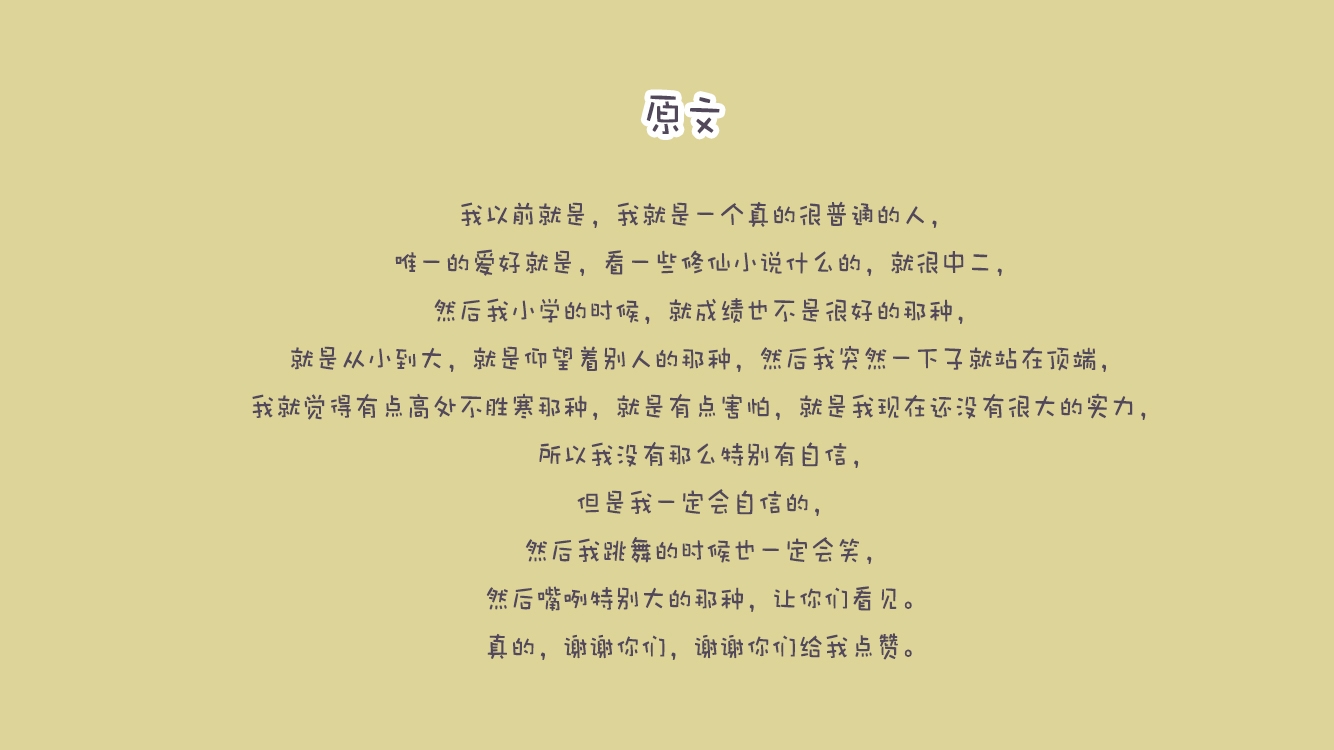 原文
我以前就是，我就是一个真的很普通的人，
唯一的爱好就是，看一些修仙小说什么的，就很中二，
然后我小学的时候，就成绩也不是很好的那种，
就是从小到大，就是仰望着别人的那种，然后我突然一下子就站在顶端，
我就觉得有点高处不胜寒那种，就是有点害怕，就是我现在还没有很大的实力，
所以我没有那么特别有自信，
但是我一定会自信的，
然后我跳舞的时候也一定会笑，
然后嘴咧特别大的那种，让你们看见。
真的，谢谢你们，谢谢你们给我点赞。